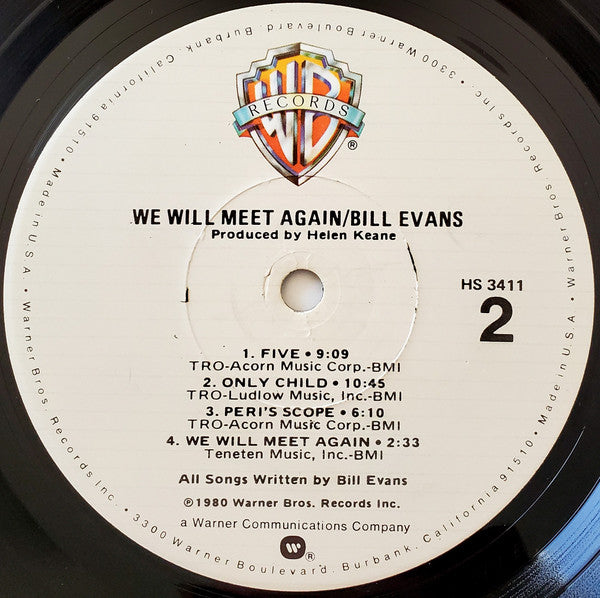 WB
RECORDS
®
WE WILL MEET AGAIN/BILL EVANS
Produced by Helen Keane
HS 3411
2
1. FIVE • 9:09
TRO-Acorn Music Corp.-BMI
2. ONLY CHILD • 10:45
TRO-Ludlow Music, Inc.-BMI
3. PERI'S SCOPE • 6:10
TRO-Acorn Music Corp.-BMI
4. WE WILL MEET AGAIN • 2:33
Teneten Music, Inc.-BMI
All Songs Written by Bill Evans
℗©1980 Warner Bros. Records Inc.
a Warner Communications Company
W®
Warner Bros. Records Inc. • 3300 Warner Boulevard, Burbank, California 91510 • Made in U.S.A. • Warner Bros. Records Inc. • 3300 Warner Boulevard, Burbank, California 91510 • Made in U.S.A. •